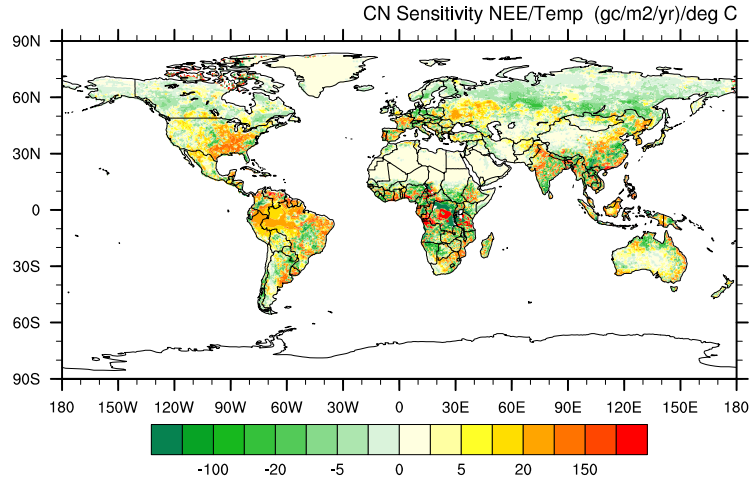 CN Sensitivity NEE/Temp (gc/m2/yr)/deg C
90N
60N
30N
0
30S
60S
90S
180 150W 120W 90W 60W 30W 0 30E 60E 90E 120E 150E 180
-100 -20 -5 0 5 20 150